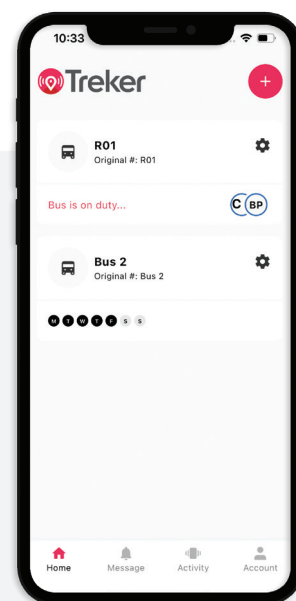 10:33
Treker
+
R01
Original #: R01
Bus is on duty...
C BP
Bus 2
Original #: Bus 2
M T W T F S S
Home Message Activity Account